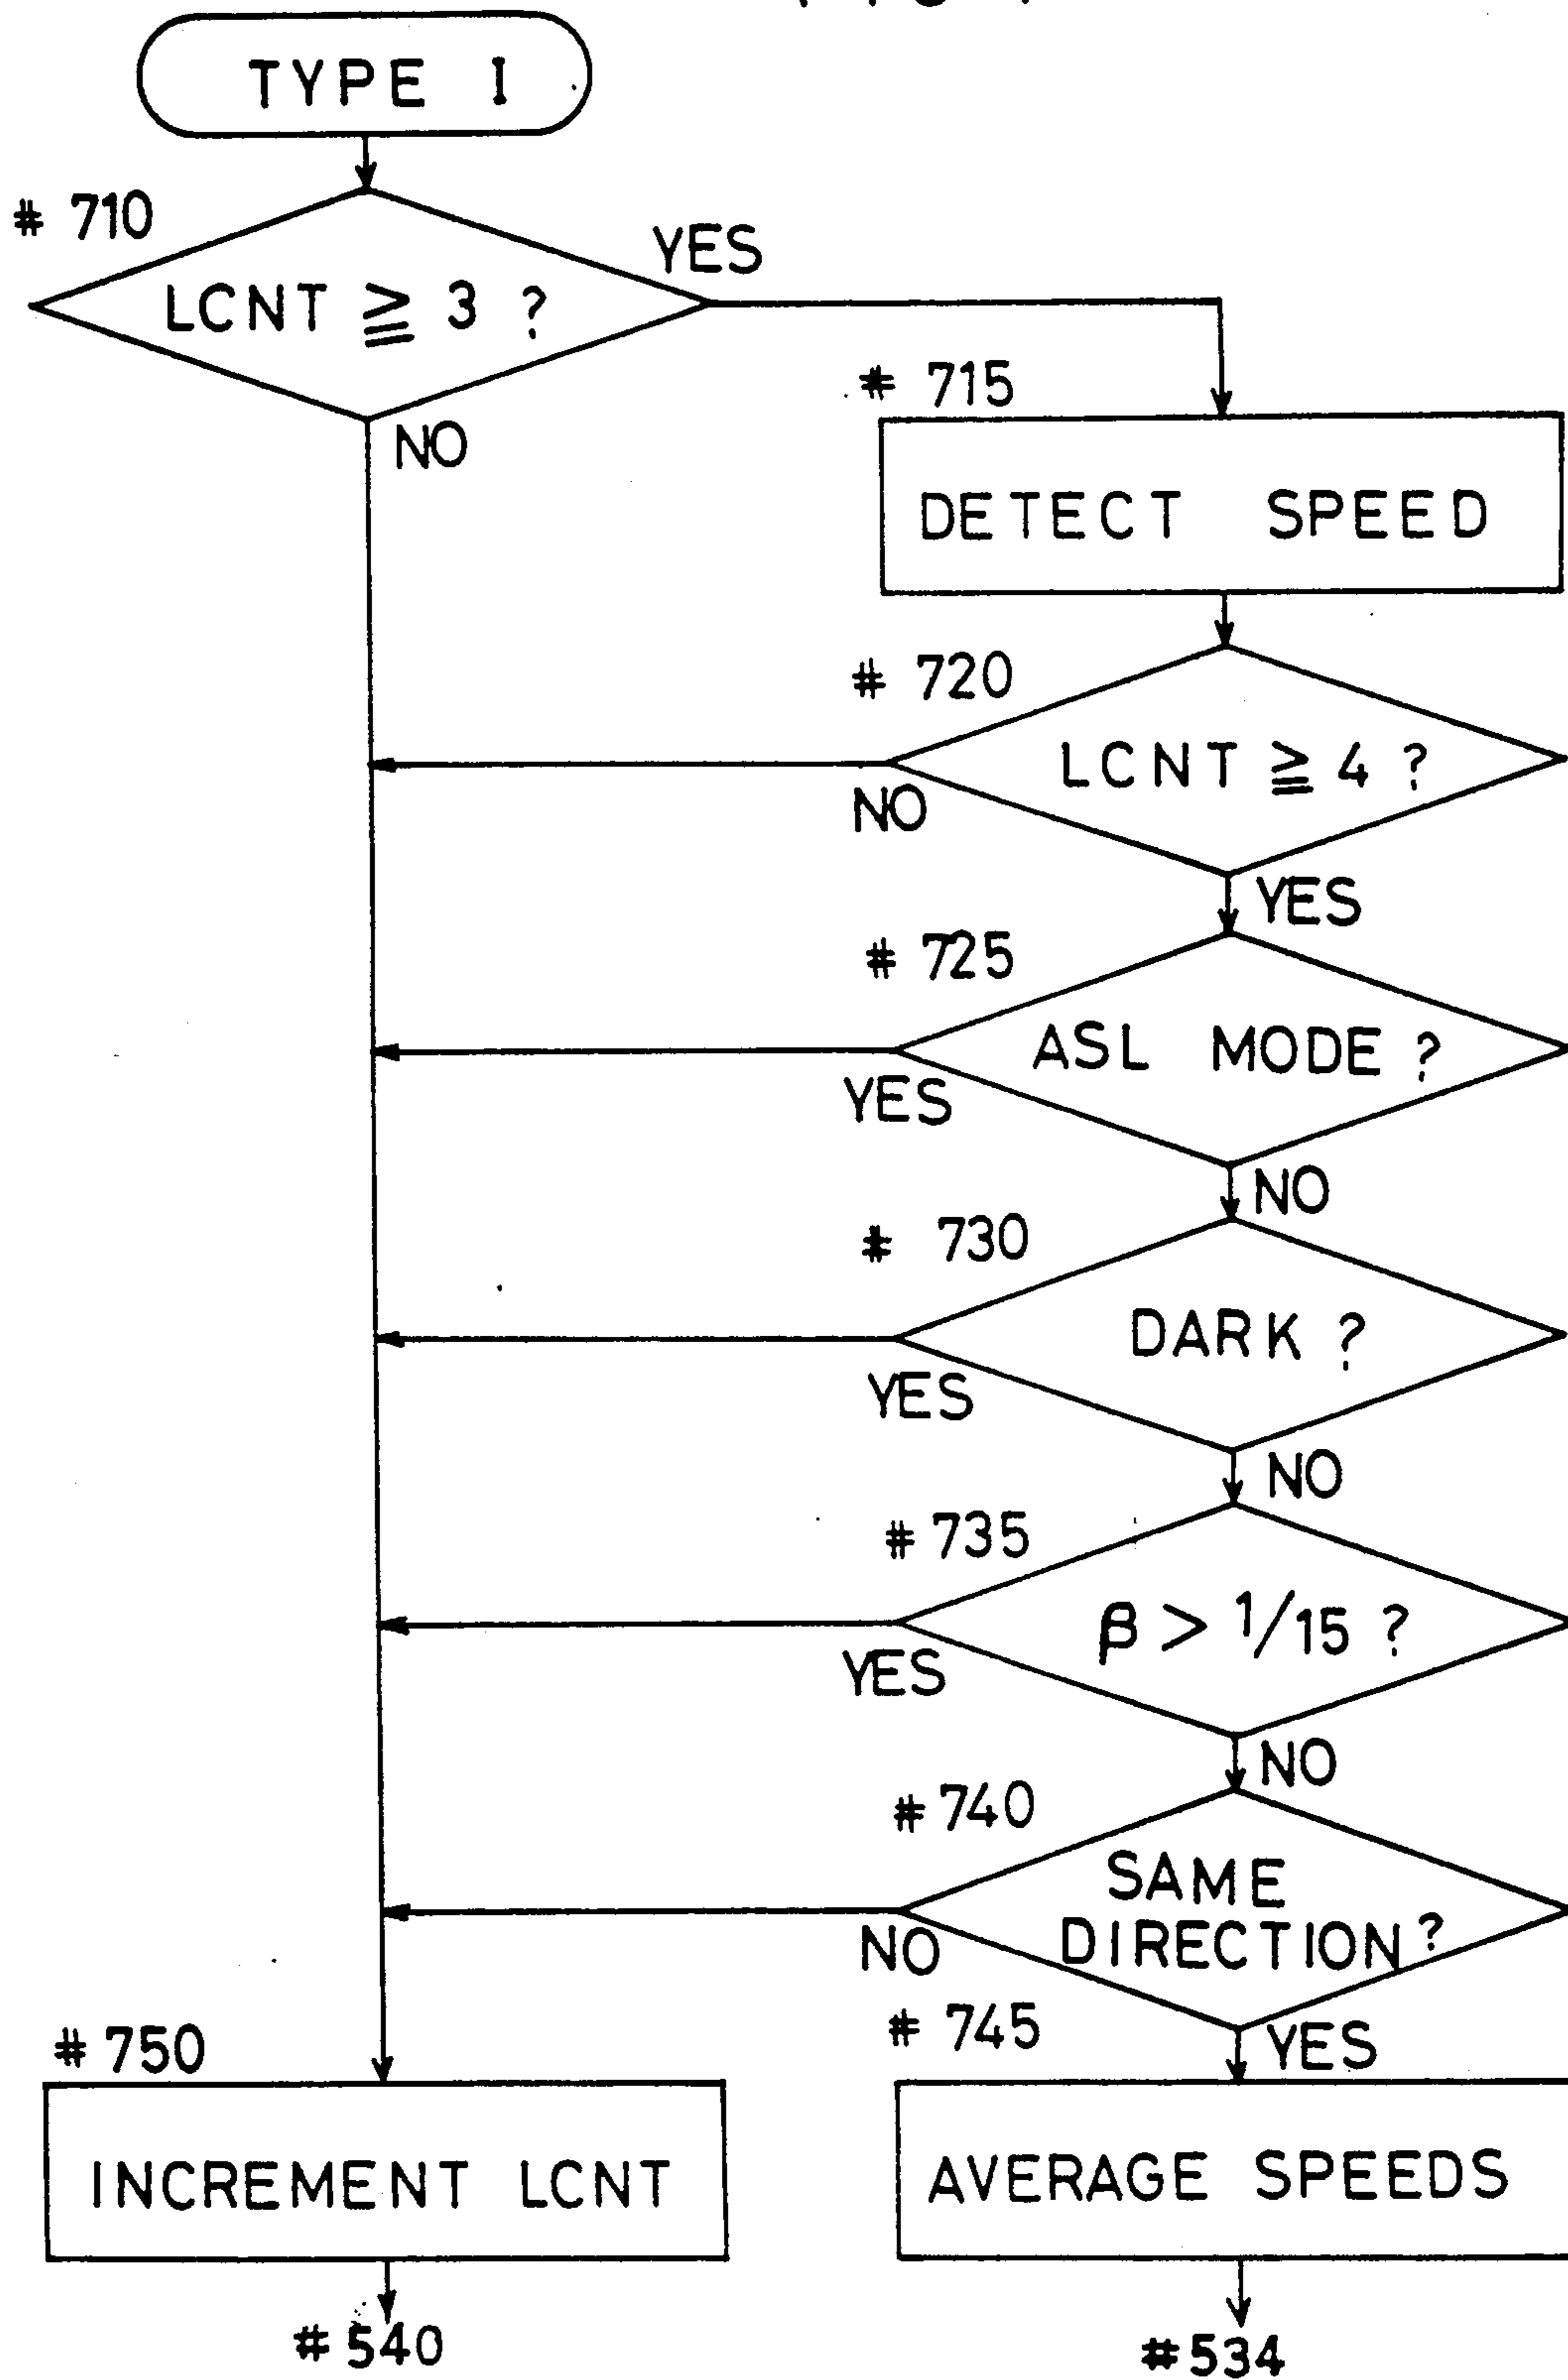 TYPE I
# 710
LCNT ≧ 3 ?
YES
NO
# 715
DETECT SPEED
# 720
LCNT ≧ 4 ?
NO
YES
# 725
ASL MODE ?
YES
NO
# 730
DARK ?
YES
NO
# 735
β > 1/15 ?
YES
NO
# 740
SAME
DIRECTION ?
NO
YES
# 745
AVERAGE SPEEDS
# 750
INCREMENT LCNT
# 540
# 534